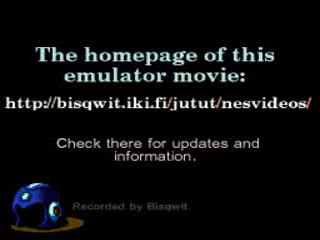 The homepage of this
emulator movie:
http://bisqwit.iki.fi/jutut/nesvideos/
Check there for updates and
information.
Recorded by Bisqwit